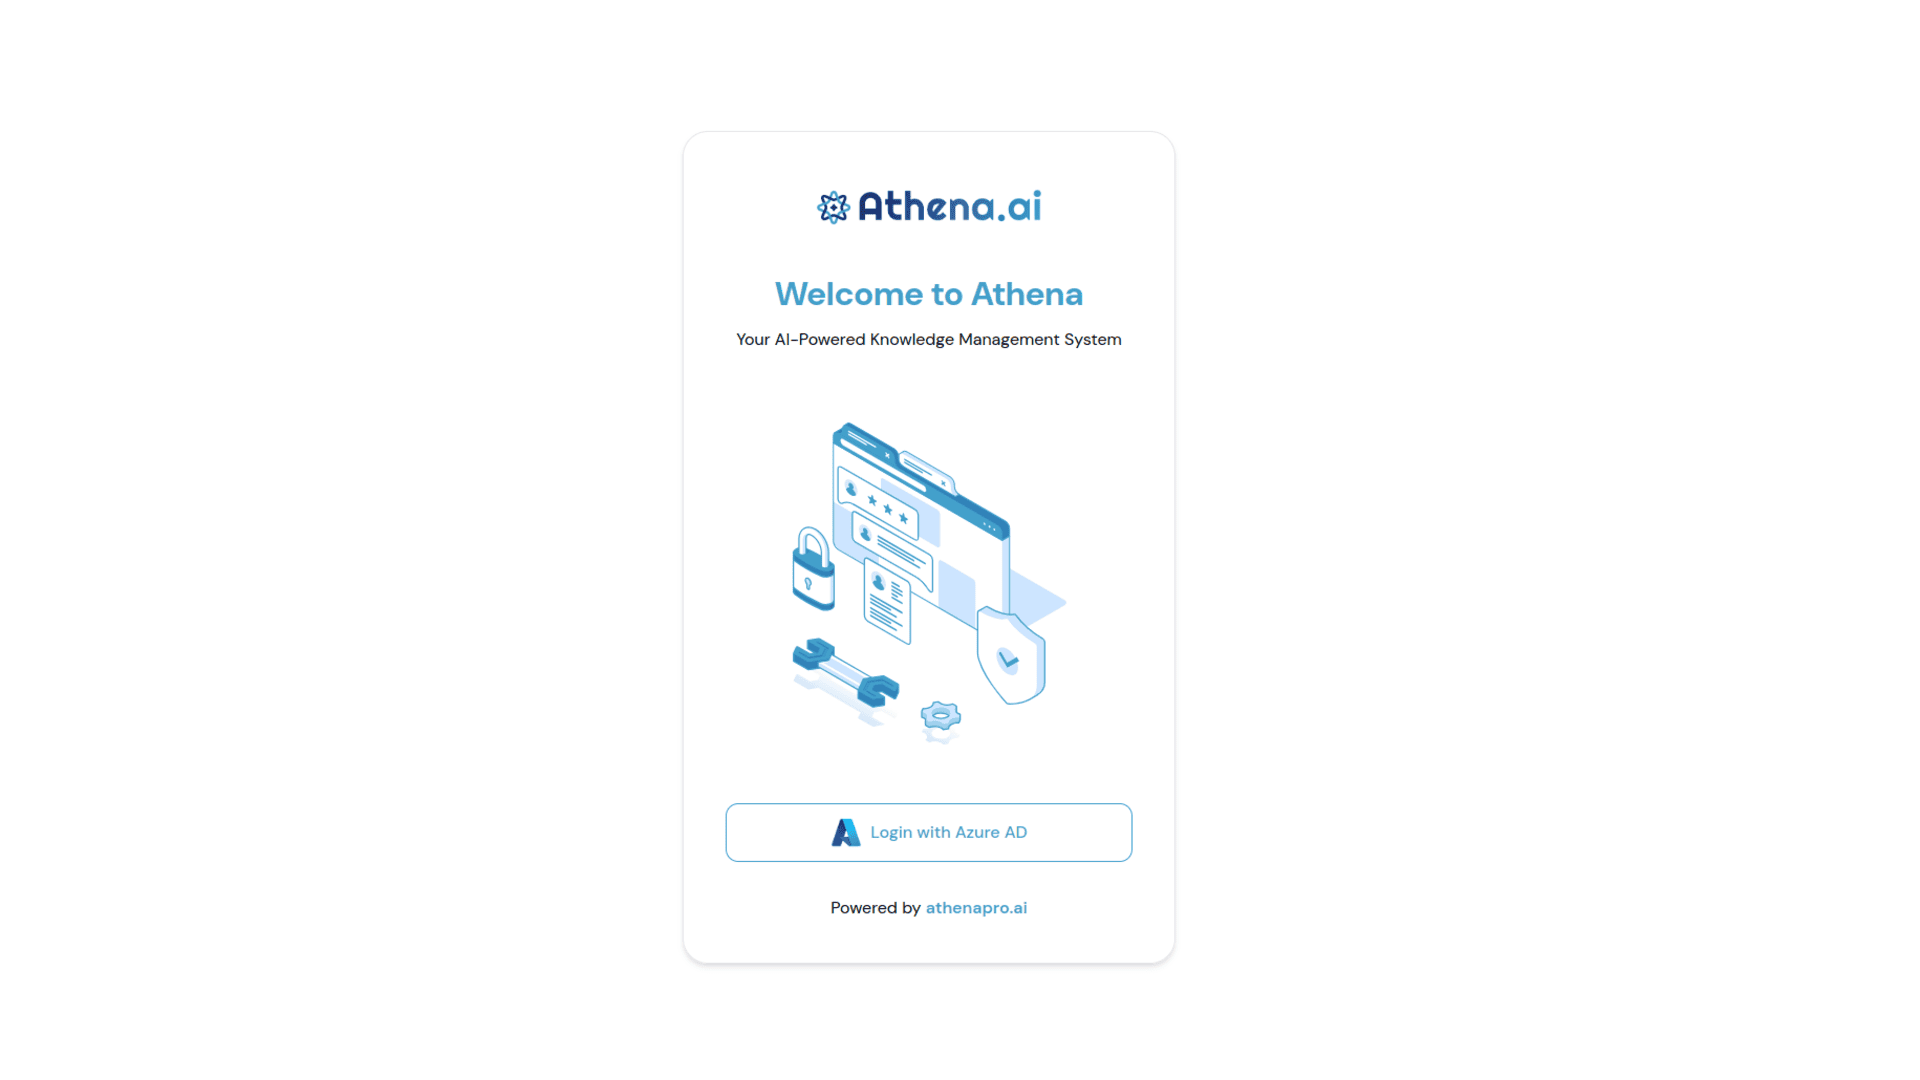 Athena.ai
Welcome to Athena
Your AI-Powered Knowledge Management System
Login with Azure AD
Powered by athenapro.ai